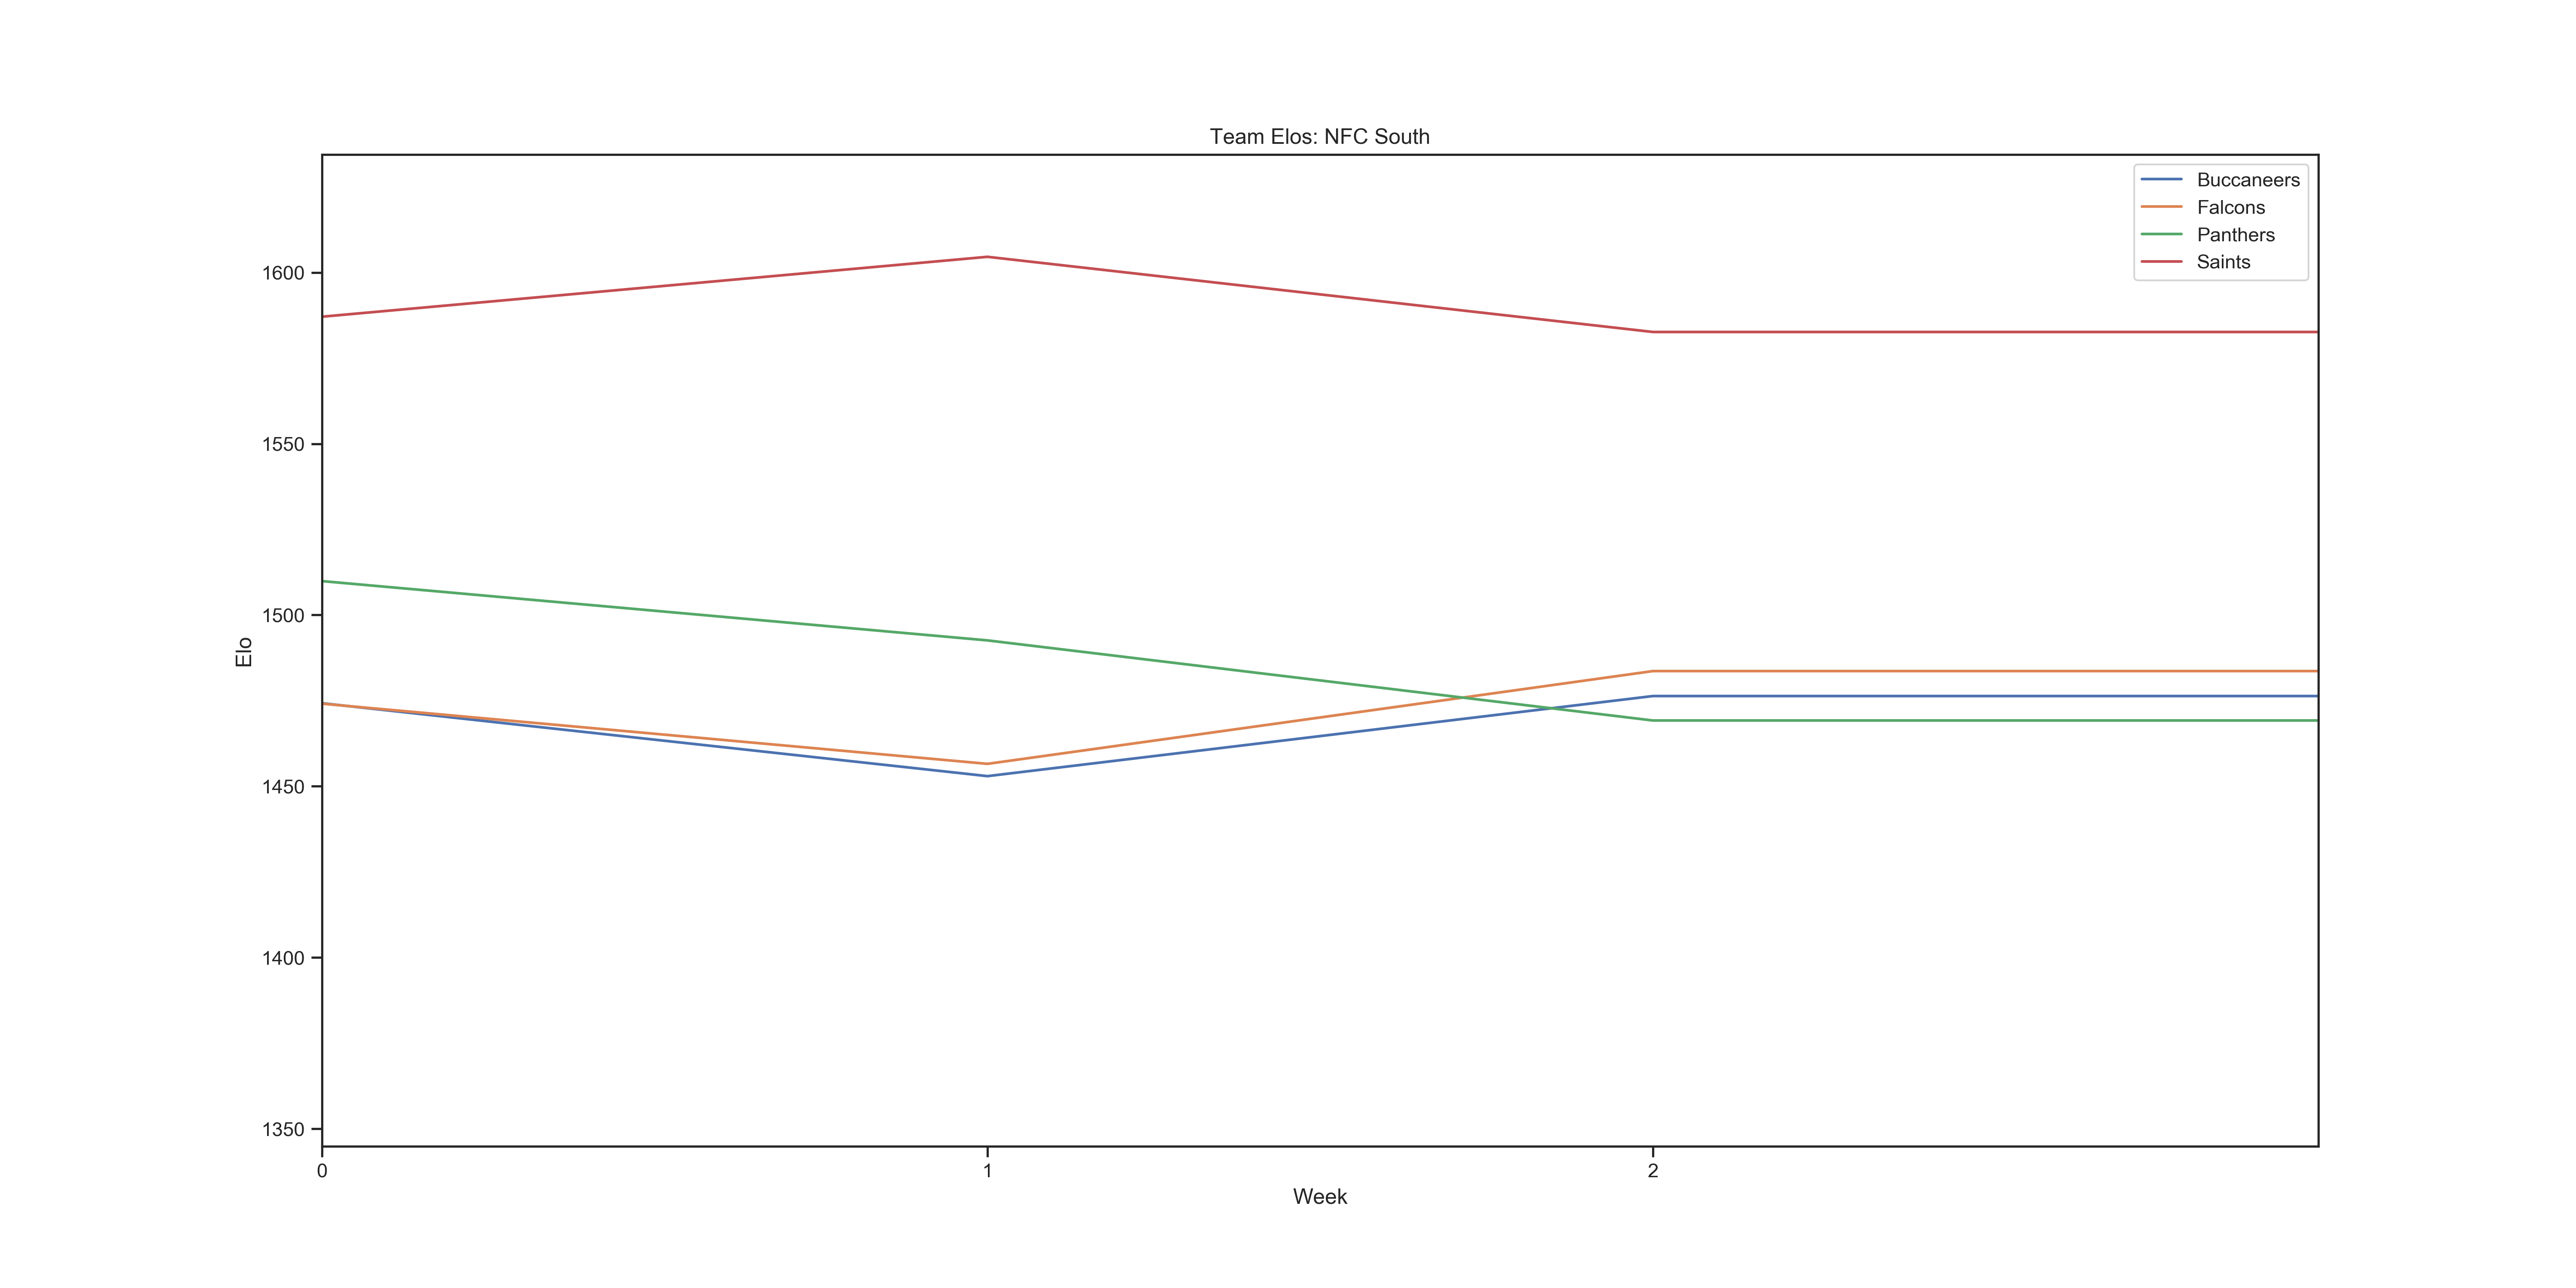 Team Elos: NFC South
Buccaneers
Falcons
Panthers
Saints
1600
1550
1500
1450
1400
1350
Elo
0 1 2
Week